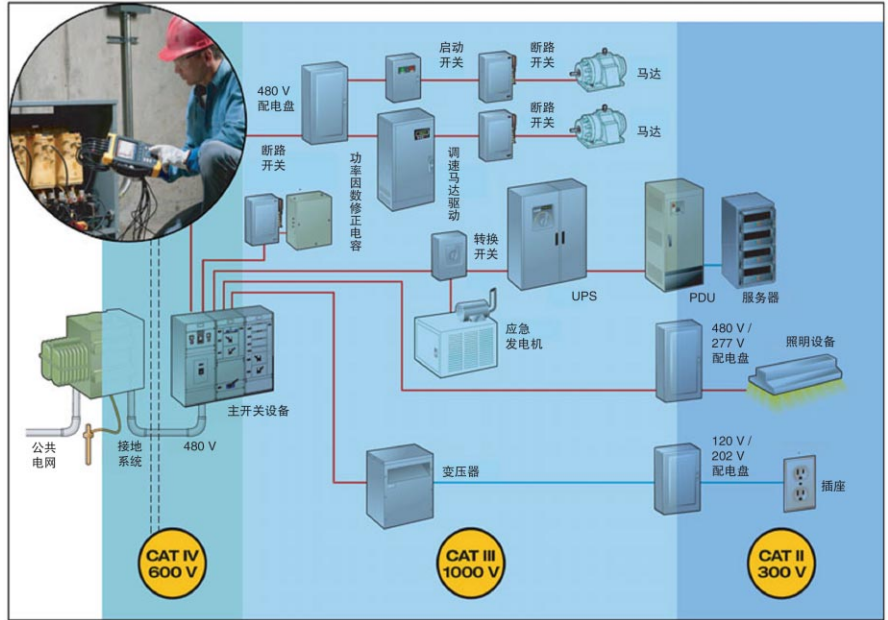 480 V
配电盘
启动
开关
断路
开关
马达
断路
开关
断路
开关
马达
功率因数修正电容
调速马达驱动
转换
开关
UPS
PDU
服务器
应急
发电机
480 V /
277 V
配电盘
照明设备
主开关设备
公共
电网
接地
系统
480 V
变压器
120 V /
202 V
配电盘
插座
CAT IV
600 V
CAT III
1000 V
CAT II
300 V